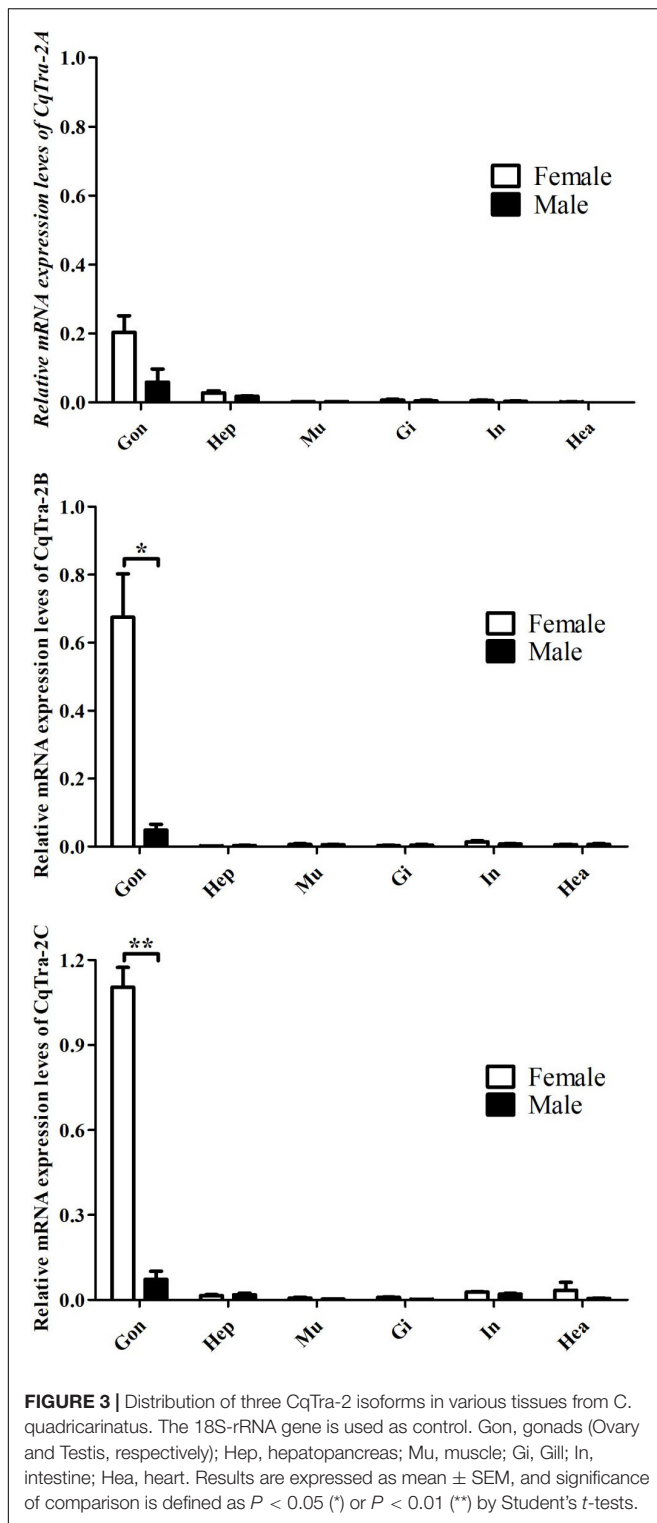 Relative mRNA expression leves of CqTra-2A
1.0
0.8
0.6
0.4
0.2
0.0
Female
Male
Gon
Hep
Mu
Gi
In
Hea
Relative mRNA expression leves of CqTra-2B
1.0
0.8
0.6
0.4
0.2
0.0
*
Female
Male
Gon
Hep
Mu
Gi
In
Hea
Relative mRNA expression leves of CqTra-2C
1.2
0.9
0.6
0.3
0.0
**
Female
Male
Gon
Hep
Mu
Gi
In
Hea
FIGURE 3 | Distribution of three CqTra-2 isoforms in various tissues from C.
quadricarinatus. The 18S-rRNA gene is used as control. Gon, gonads (Ovary
and Testis, respectively); Hep, hepatopancreas; Mu, muscle; Gi, Gill; In,
intestine; Hea, heart. Results are expressed as mean ± SEM, and significance
of comparison is defined as P < 0.05 (*) or P < 0.01 (**) by Student's t-tests.